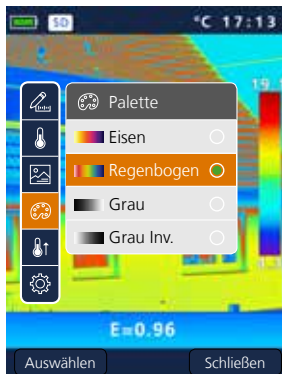 SD °C 17:13
Palette
Eisen
Regenbogen
Grau
Grau Inv.
E=0.96
Auswählen Schließen